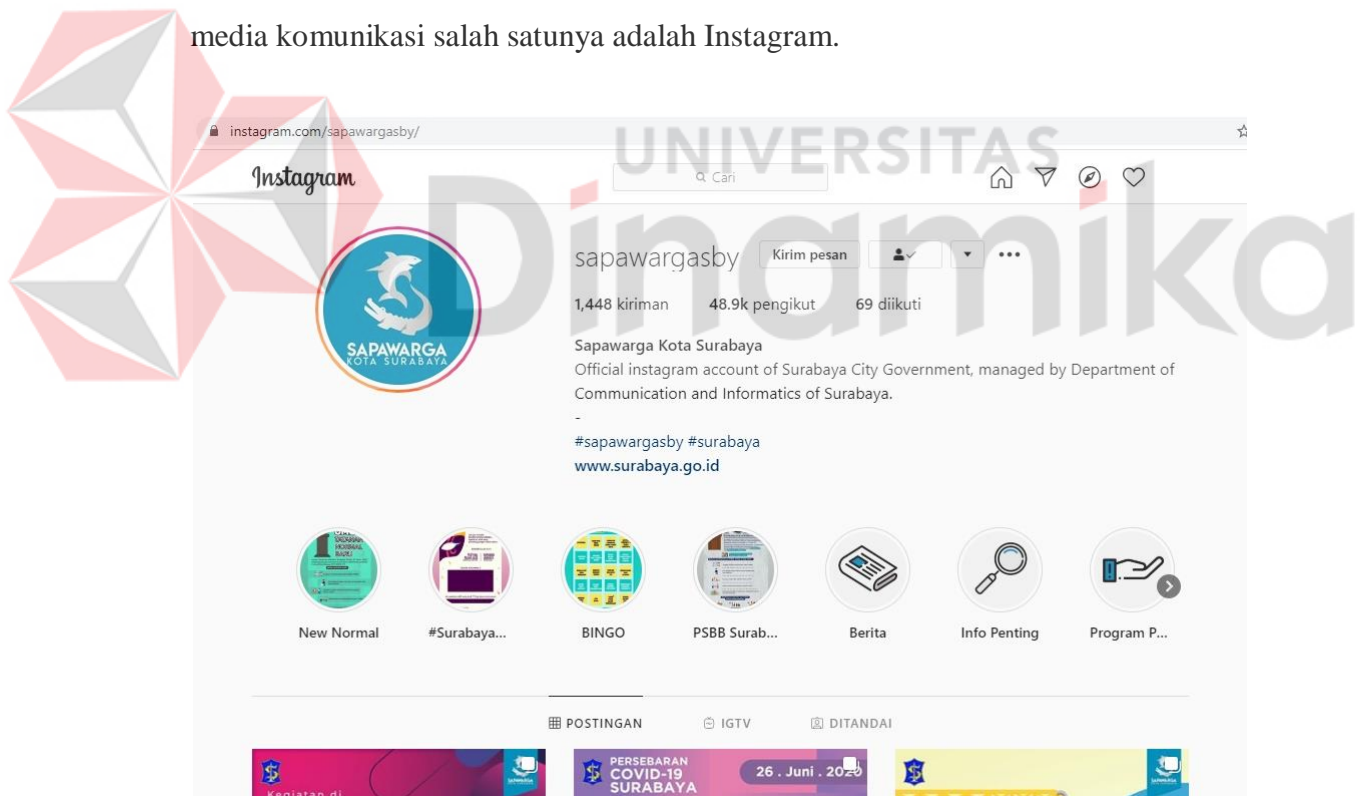 media komunikasi salah satunya adalah Instagram.
instagram.com/sapawargasby/
UNIVERSITAS
Dinamika
Instagram
Cari
sapawargasby Kirim pesan
1,448 kiriman 48.9k pengikut 69 diikuti
SAPAWARGA
KOTA SURABAYA
Sapawarga Kota Surabaya
Official instagram account of Surabaya City Government, managed by Department of
Communication and Informatics of Surabaya.
-
#sapawargasby #surabaya
www.surabaya.go.id
New Normal #Surabaya... BINGO PSBB Surab... Berita Info Penting Program P...
POSTINGAN IGTV DITANDAI
Kegiatan di
PERSEBARAN
COVID-19
SURABAYA
26 . Juni . 2020